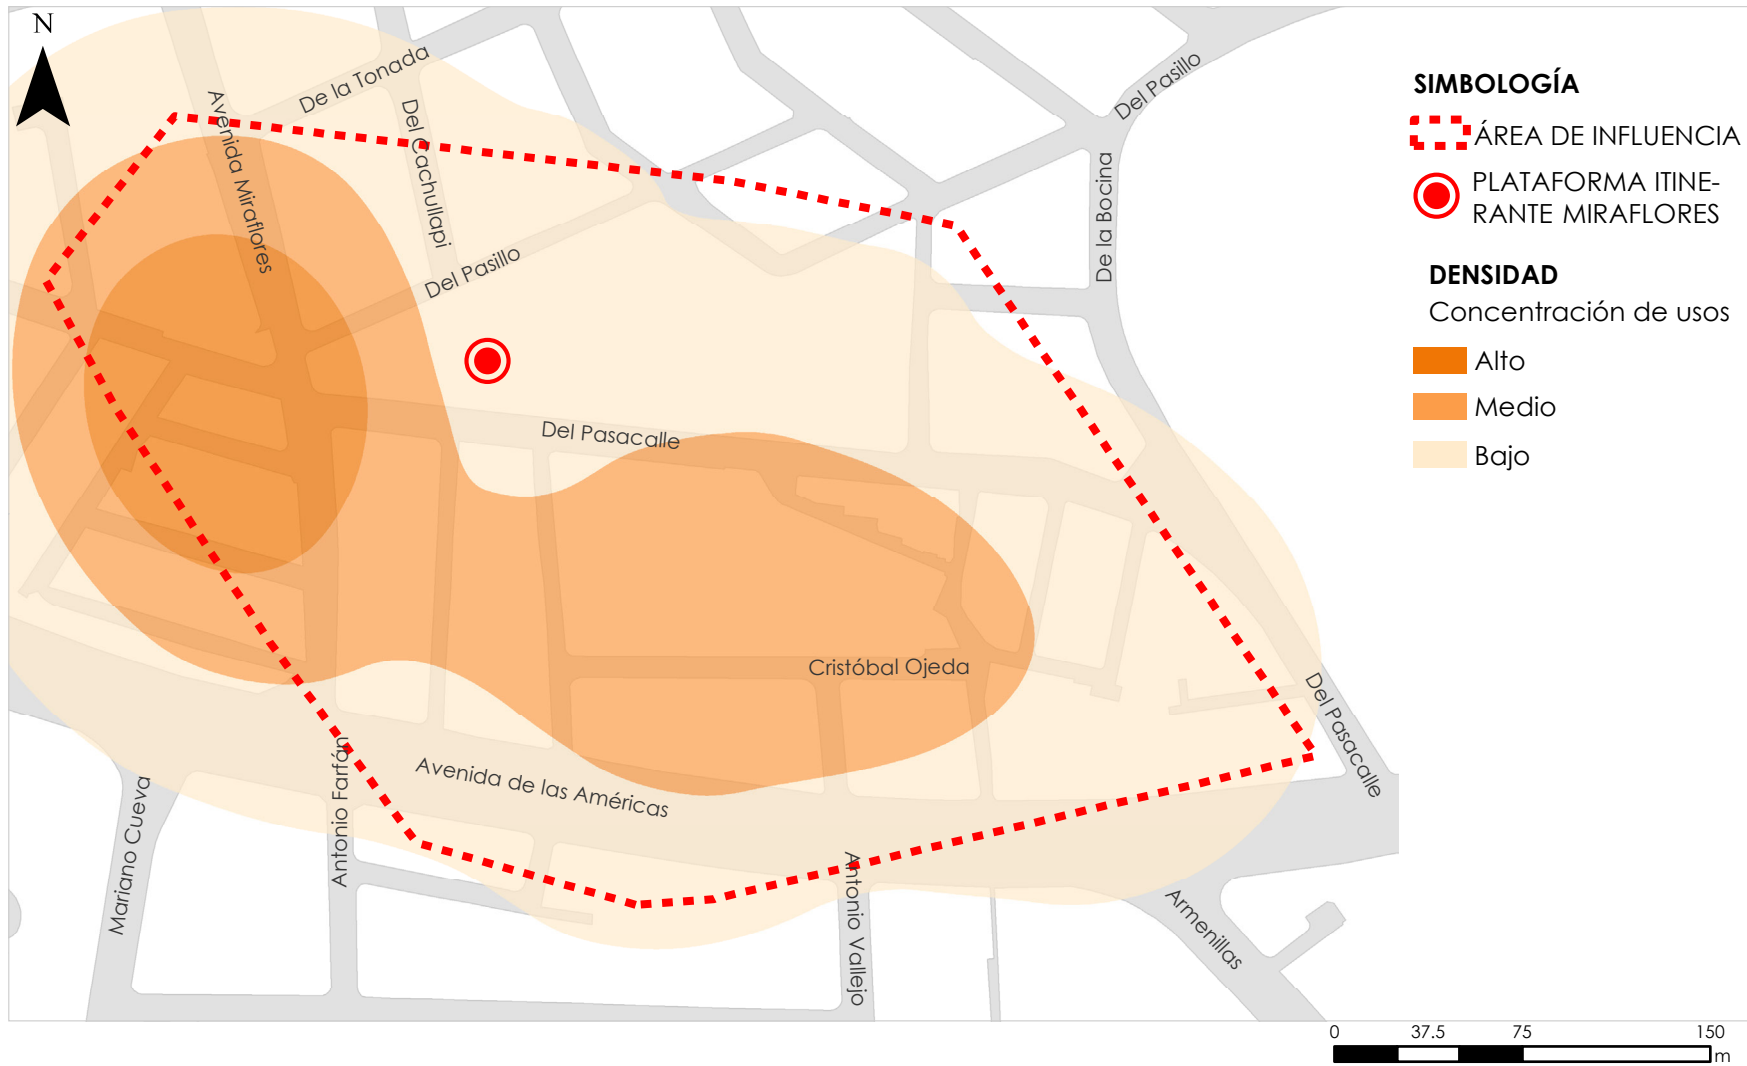 N
De la Tonada
Avenida Miraflores
Del Cachullapi
Del Pasillo
Del Pasillo
De la Bocina
Del Pasacalle
Cristóbal Ojeda
Del Pasacalle
Avenida de las Américas
Antonio Farfán
Mariano Cueva
Antonio Vallejo
Armenillas
SIMBOLOGÍA
ÁREA DE INFLUENCIA
PLATAFORMA ITINE-
RANTE MIRAFLORES
DENSIDAD
Concentración de usos
Alto
Medio
Bajo
0 37.5 75 150
m